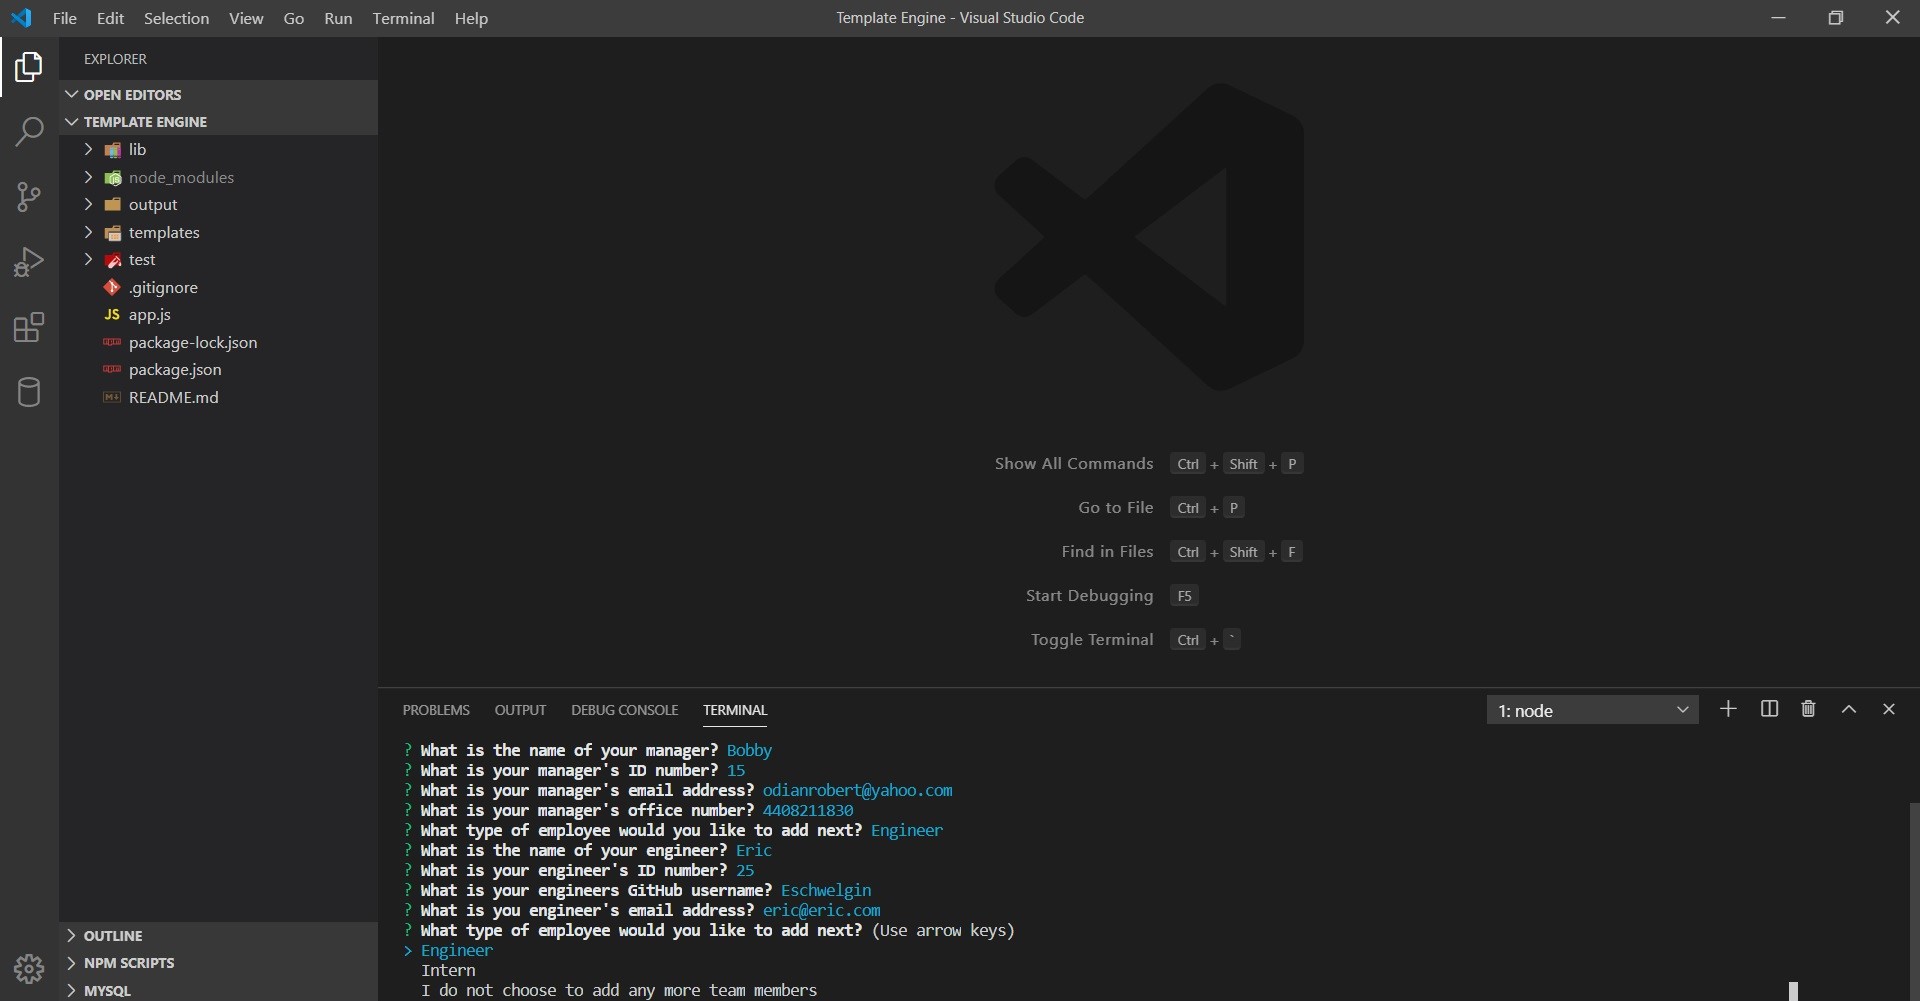 File Edit Selection View Go Run Terminal Help
Template Engine - Visual Studio Code
EXPLORER
OPEN EDITORS
TEMPLATE ENGINE
lib
node_modules
output
templates
test
.gitignore
JS app.js
package-lock.json
package.json
README.md
OUTLINE
NPM SCRIPTS
MYSQL
Show All Commands Ctrl + Shift + P
Go to File Ctrl + P
Find in Files Ctrl + Shift + F
Start Debugging F5
Toggle Terminal Ctrl + `
PROBLEMS OUTPUT DEBUG CONSOLE TERMINAL
1: node
? What is the name of your manager? Bobby
? What is your manager's ID number? 15
? What is your manager's email address? odianrobert@yahoo.com
? What is your manager's office number? 4408211830
? What type of employee would you like to add next? Engineer
? What is the name of your engineer? Eric
? What is your engineer's ID number? 25
? What is your engineers GitHub username? Eschwelgin
? What is you engineer's email address? eric@eric.com
? What type of employee would you like to add next? (Use arrow keys)
> Engineer
Intern
I do not choose to add any more team members